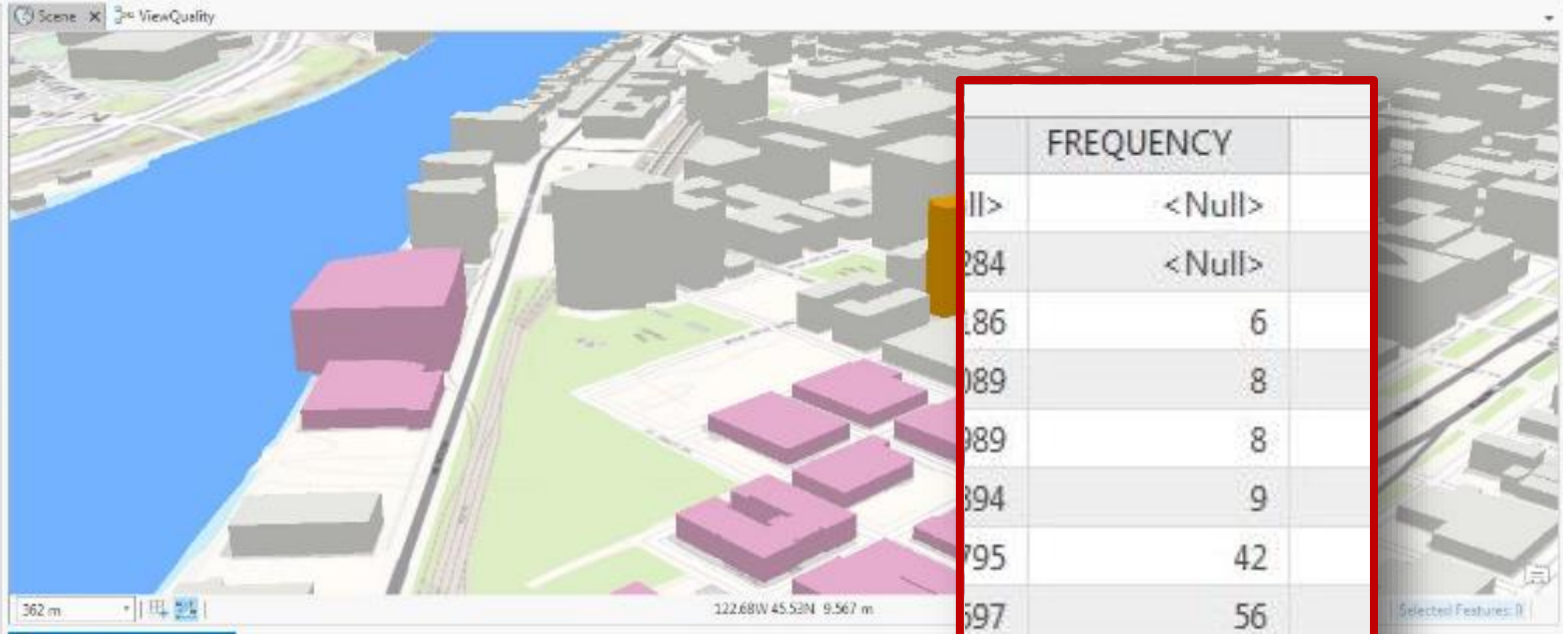 Scene ViewQuality
FREQUENCY
ll> <Null>
284 <Null>
186 6
089 8
989 8
894 9
795 42
597 56
362 m
122.68W 45.53N 9.567 m
Selected Features: 0